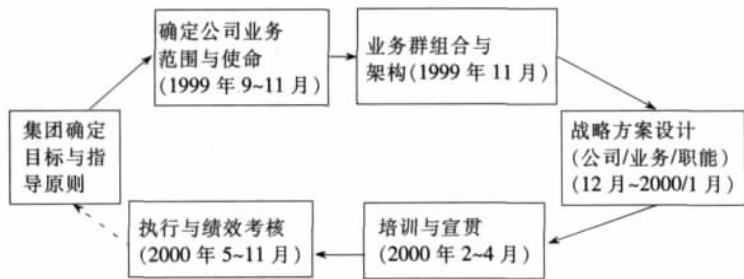 确定公司业务
范围与使命
(1999 年 9~11 月)
业务群组合与
架构(1999 年 11 月)
集团确定
目标与指
导原则
战略方案设计
(公司/业务/职能)
(12 月~2000/1 月)
执行与绩效考核
(2000 年 5~11 月)
培训与宣贯
(2000 年 2~4 月)